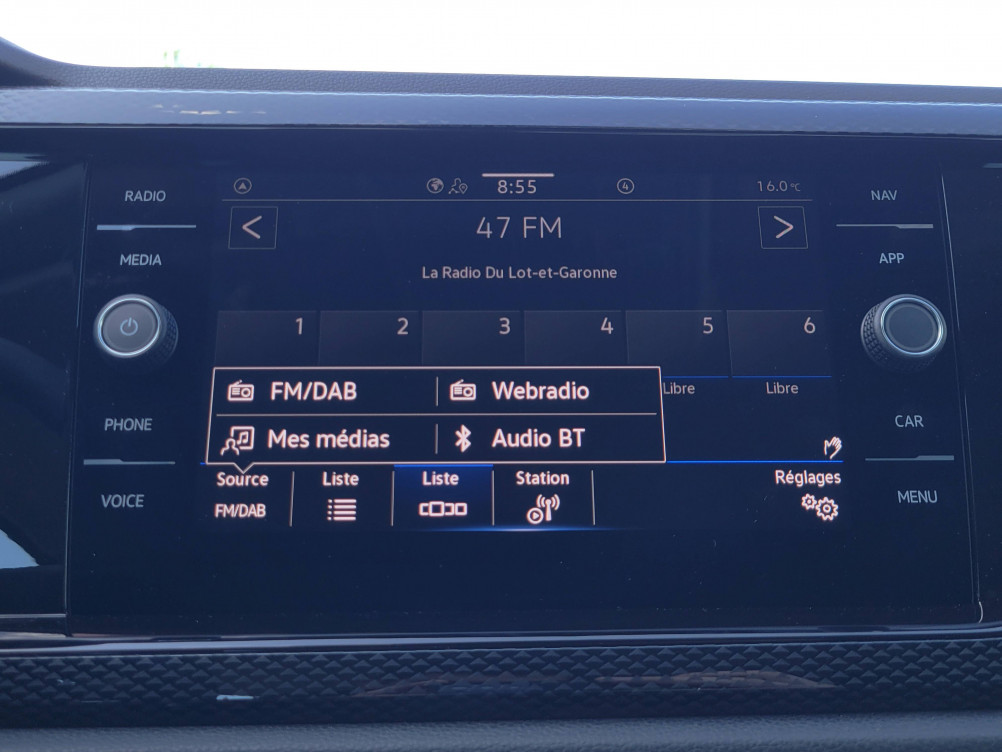 8:55 4 16.0°C
RADIO NAV
< 47 FM >
MEDIA APP
La Radio Du Lot-et-Garonne
1 2 3 4 5 6
Libre Libre
FM/DAB Webradio
PHONE CAR
Mes médias Audio BT
Source Liste Liste Station Réglages
VOICE MENU
FM/DAB